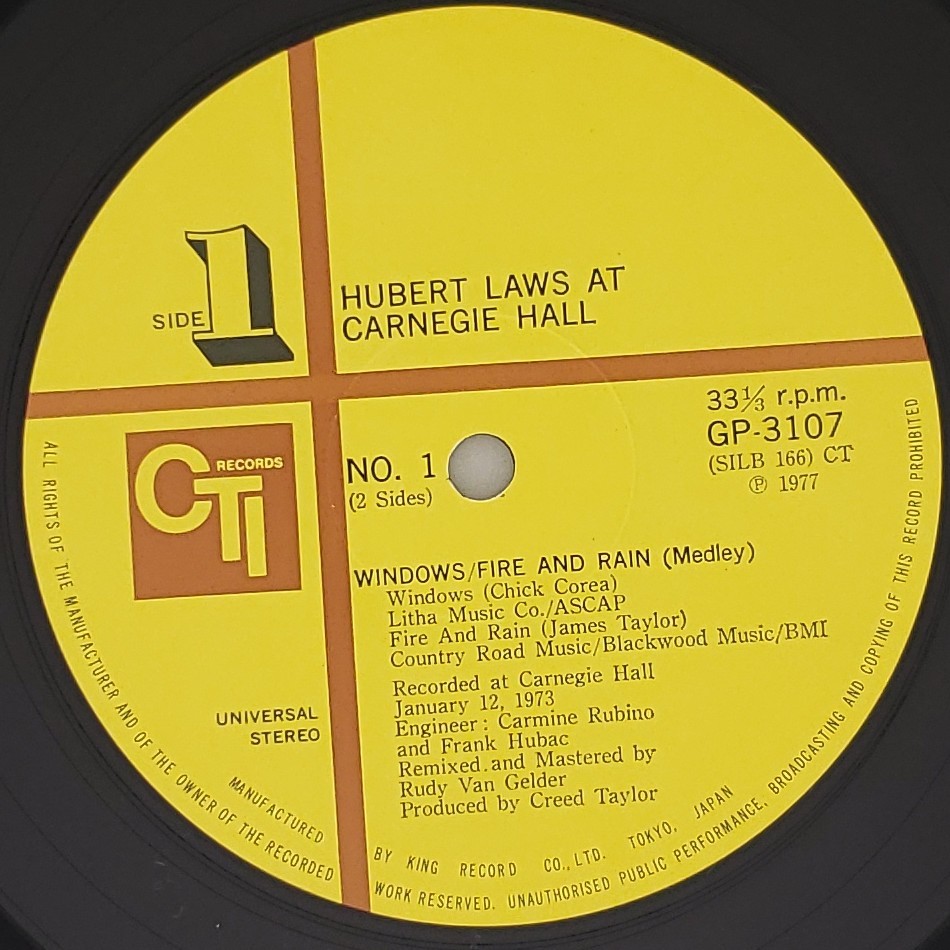 HUBERT LAWS AT
CARNEGIE HALL
SIDE 1
CTI RECORDS
33⅓ r.p.m.
GP-3107
(SILB 166) CT
Ⓟ 1977
NO. 1
(2 Sides)
WINDOWS/FIRE AND RAIN (Medley)
Windows (Chick Corea)
Litha Music Co./ASCAP
Fire And Rain (James Taylor)
Country Road Music/Blackwood Music/BMI
Recorded at Carnegie Hall
January 12, 1973
Engineer: Carmine Rubino
and Frank Hubac
Remixed.and Mastered by
Rudy Van Gelder
Produced by Creed Taylor
UNIVERSAL
STEREO
MANUFACTURED BY KING RECORD CO., LTD. TOKYO, JAPAN
ALL RIGHTS OF THE MANUFACTURER AND OF THE OWNER OF THE RECORDED WORK RESERVED. UNAUTHORISED PUBLIC PERFORMANCE, BROADCASTING AND COPYING OF THIS RECORD PROHIBITED